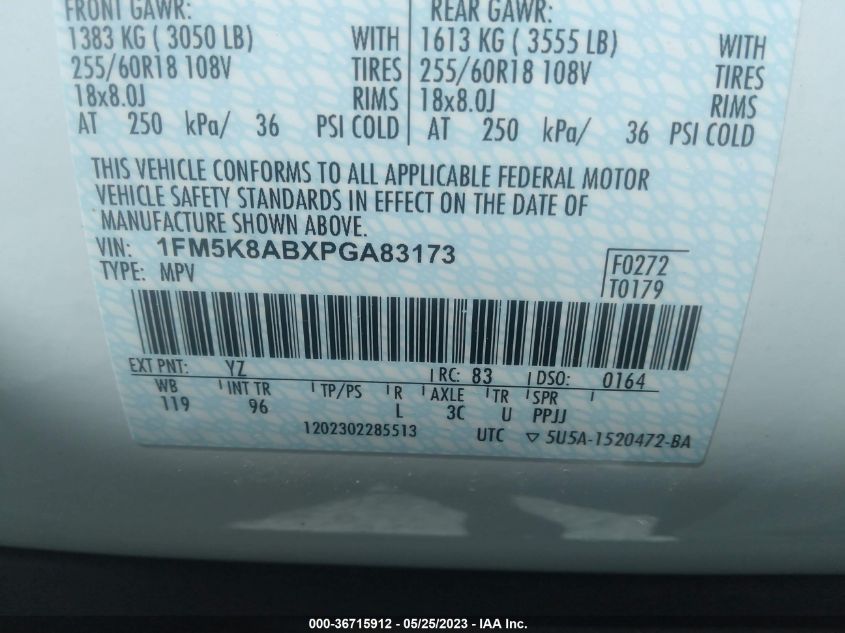 FRONT GAWR:
1383 KG ( 3050 LB) WITH
255/60R18 108V TIRES
18x8.0J RIMS
AT 250 kPa/ 36 PSI COLD
REAR GAWR:
1613 KG ( 3555 LB) WITH
255/60R18 108V TIRES
18x8.0J RIMS
AT 250 kPa/ 36 PSI COLD
THIS VEHICLE CONFORMS TO ALL APPLICABLE FEDERAL MOTOR
VEHICLE SAFETY STANDARDS IN EFFECT ON THE DATE OF
MANUFACTURE SHOWN ABOVE.
VIN: 1FM5K8ABXPGA83173
TYPE: MPV
F0272
T0179
EXT PNT: YZ RC: 83 DSO: 0164
WB INT TR TP/PS R AXLE TR SPR
119 96 L 3C U PPJJ
1202302285513 UTC ▽ 5U5A-1520472-BA
000-36715912 - 05/25/2023 - IAA Inc.